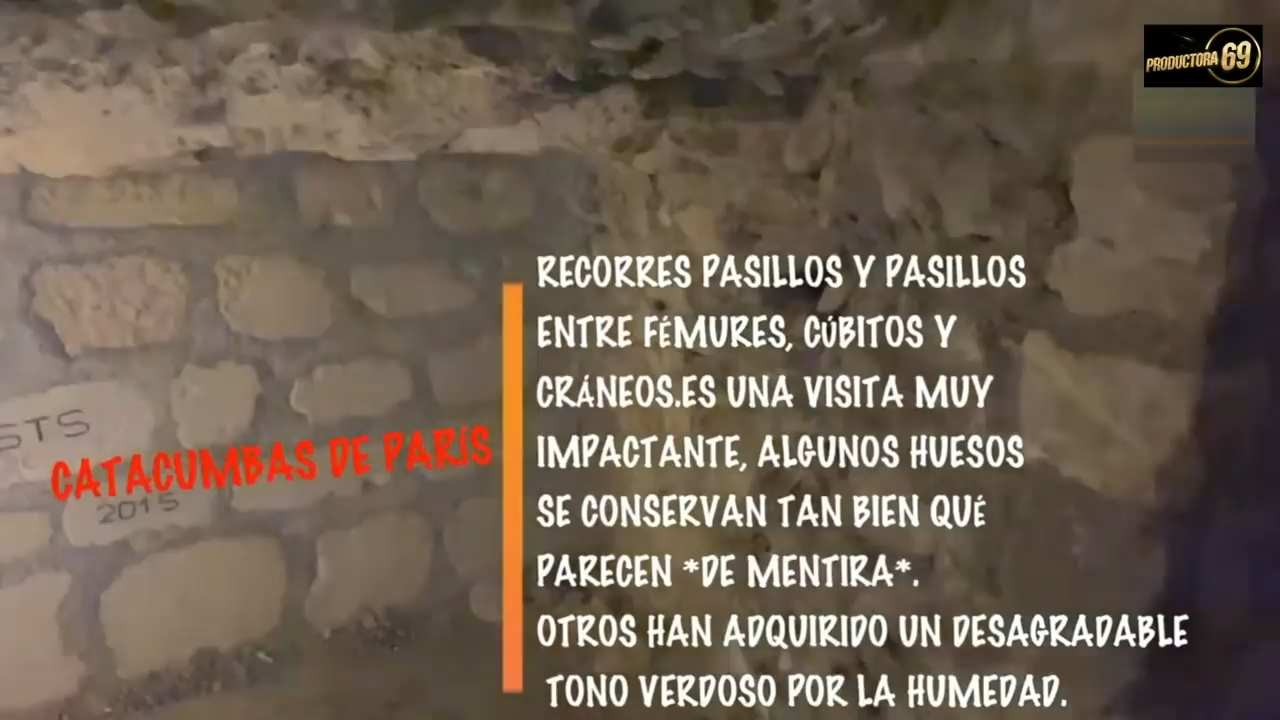 PRODUCTORA 69
RECORRES PASILLOS Y PASILLOS
ENTRE FÉMURES, CÚBITOS Y
CRÁNEOS.ES UNA VISITA MUY
IMPACTANTE, ALGUNOS HUESOS
SE CONSERVAN TAN BIEN QUÉ
PARECEN *DE MENTIRA*.
OTROS HAN ADQUIRIDO UN DESAGRADABLE
TONO VERDOSO POR LA HUMEDAD.
STS
CATACUMBAS DE PARÍS
2015